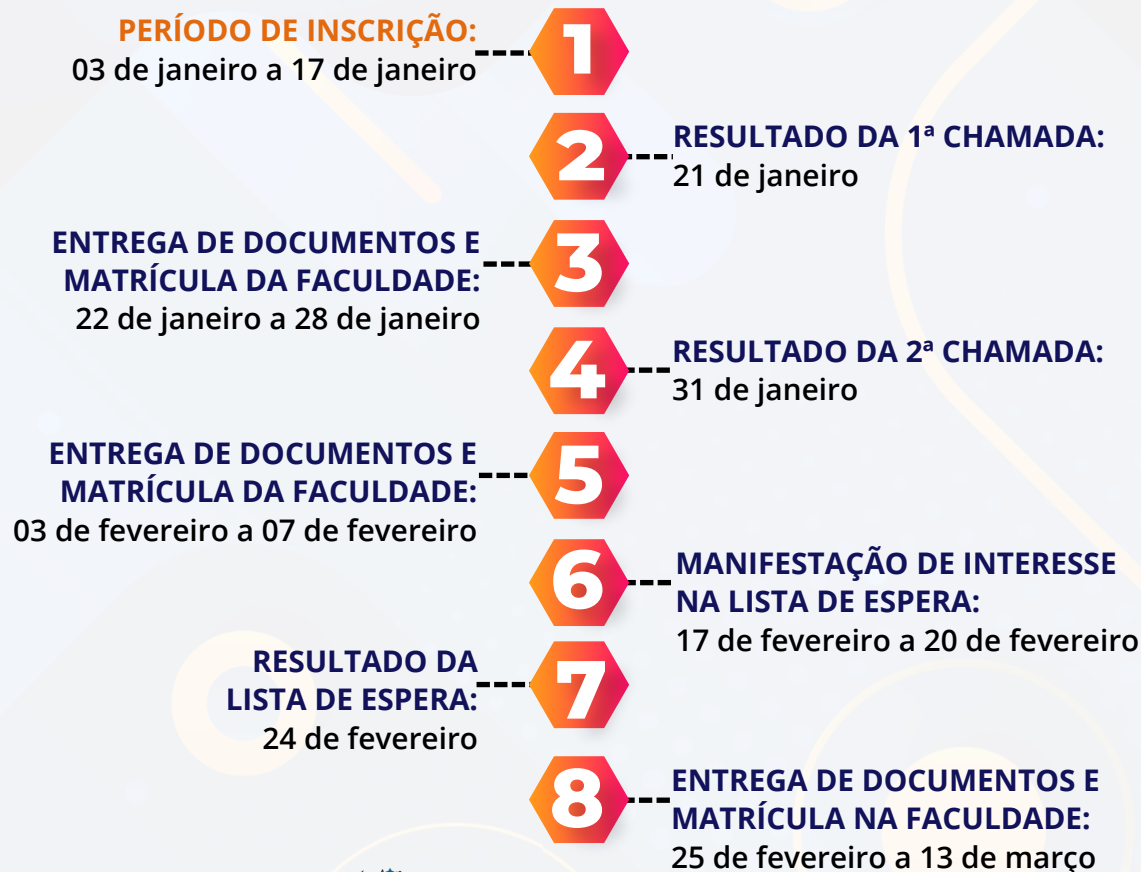 PERÍODO DE INSCRIÇÃO:
03 de janeiro a 17 de janeiro
1
2
RESULTADO DA 1ª CHAMADA:
21 de janeiro
ENTREGA DE DOCUMENTOS E
MATRÍCULA DA FACULDADE:
22 de janeiro a 28 de janeiro
3
4
RESULTADO DA 2ª CHAMADA:
31 de janeiro
ENTREGA DE DOCUMENTOS E
MATRÍCULA DA FACULDADE:
03 de fevereiro a 07 de fevereiro
5
6
MANIFESTAÇÃO DE INTERESSE
NA LISTA DE ESPERA:
17 de fevereiro a 20 de fevereiro
RESULTADO DA
LISTA DE ESPERA:
24 de fevereiro
7
8
ENTREGA DE DOCUMENTOS E
MATRÍCULA NA FACULDADE:
25 de fevereiro a 13 de março